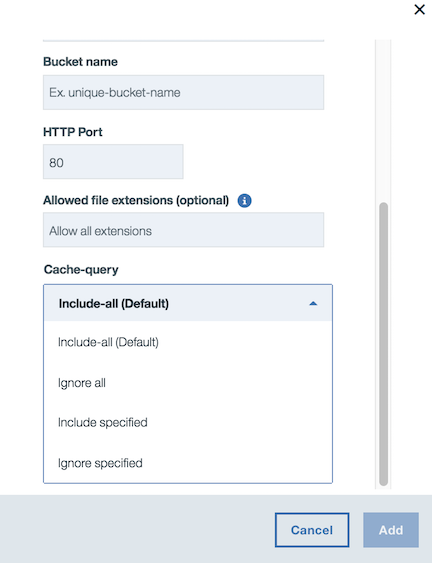 Bucket name
Ex. unique-bucket-name
HTTP Port
80
Allowed file extensions (optional)
Allow all extensions
Cache-query
Include-all (Default)
Include-all (Default)
Ignore all
Include specified
Ignore specified
Cancel
Add